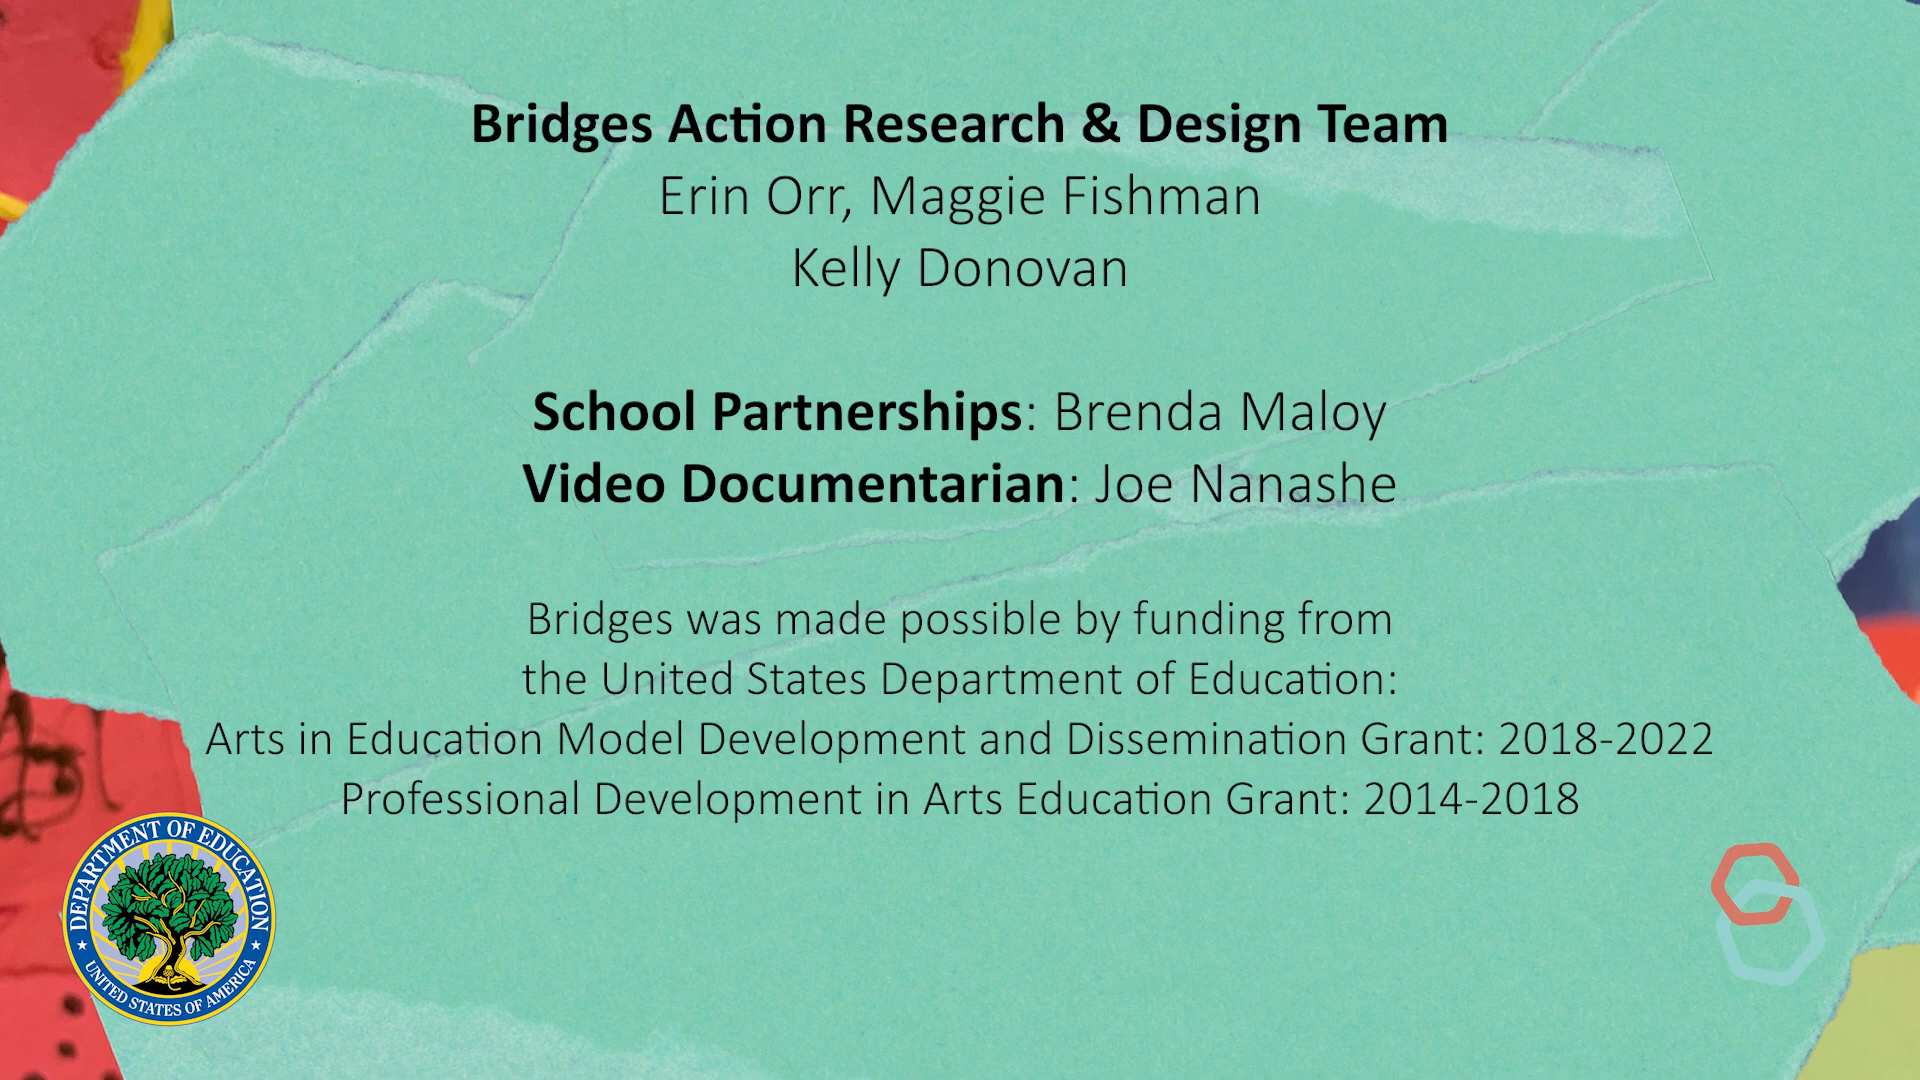 Bridges Action Research & Design Team
Erin Orr, Maggie Fishman
Kelly Donovan
School Partnerships: Brenda Maloy
Video Documentarian: Joe Nanashe
Bridges was made possible by funding from
the United States Department of Education:
Arts in Education Model Development and Dissemination Grant: 2018-2022
Professional Development in Arts Education Grant: 2014-2018
DEPARTMENT OF EDUCATION
UNITED STATES OF AMERICA